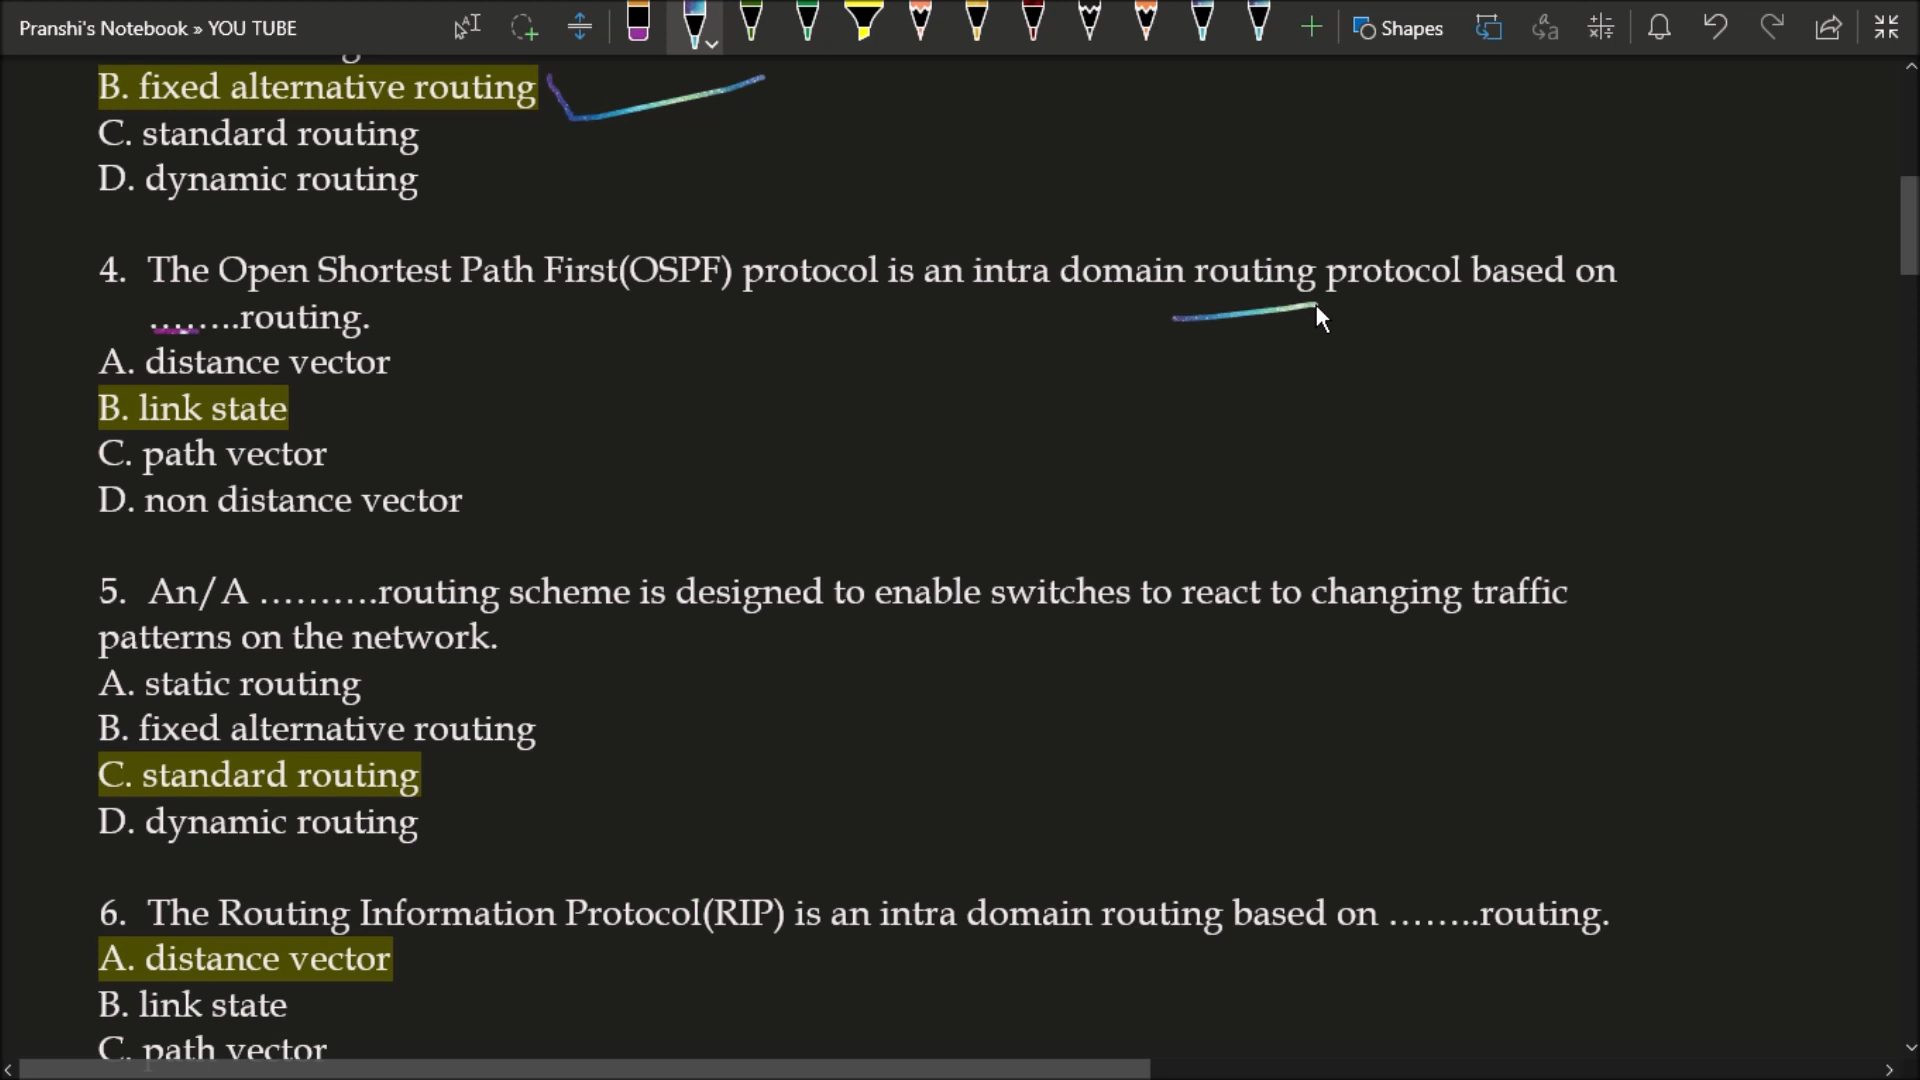 Pranshi's Notebook » YOU TUBE
Shapes
B. fixed alternative routing
C. standard routing
D. dynamic routing
4. The Open Shortest Path First(OSPF) protocol is an intra domain routing protocol based on
........routing.
A. distance vector
B. link state
C. path vector
D. non distance vector
5. An/A ..........routing scheme is designed to enable switches to react to changing traffic
patterns on the network.
A. static routing
B. fixed alternative routing
C. standard routing
D. dynamic routing
6. The Routing Information Protocol(RIP) is an intra domain routing based on ........routing.
A. distance vector
B. link state
C. path vector